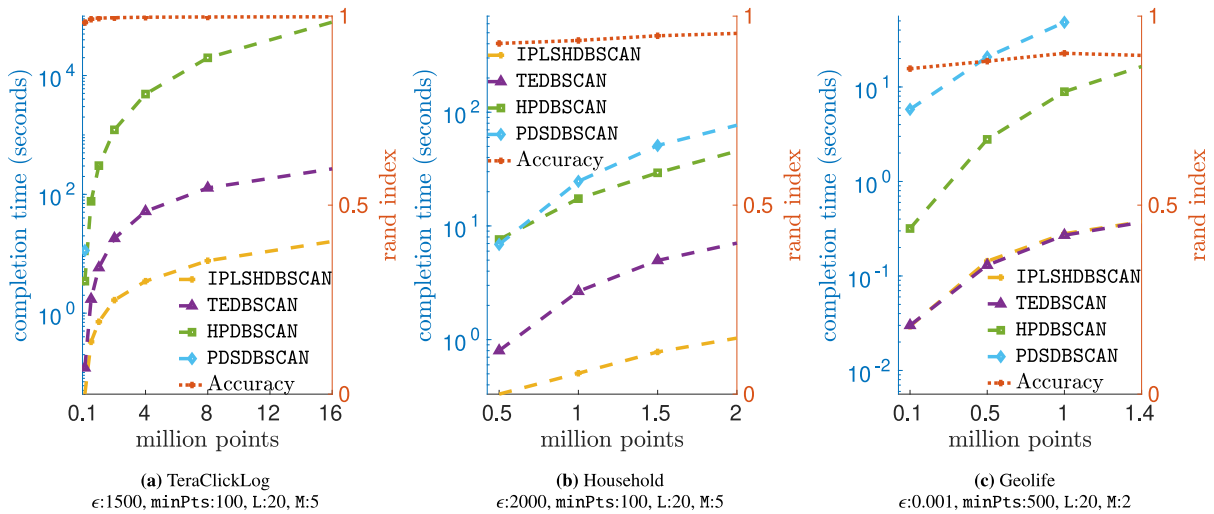 completion time (seconds)
10^4
10^2
10^0
0.1
4
8
12
16
million points
1
0.5
0
rand index
IPLSHDBSCAN
TEDBSCAN
HPDBSCAN
PDSDBSCAN
Accuracy
(a) TeraClickLog
ϵ:1500, minPts:100, L:20, M:5
completion time (seconds)
10^2
10^1
10^0
0.5
1
1.5
2
million points
1
0.5
0
rand index
IPLSHDBSCAN
TEDBSCAN
HPDBSCAN
PDSDBSCAN
Accuracy
(b) Household
ϵ:2000, minPts:100, L:20, M:5
completion time (seconds)
10^1
10^0
10^-1
10^-2
0.1
0.5
1
1.4
million points
1
0.5
0
rand index
IPLSHDBSCAN
TEDBSCAN
HPDBSCAN
PDSDBSCAN
Accuracy
(c) Geolife
ϵ:0.001, minPts:500, L:20, M:2